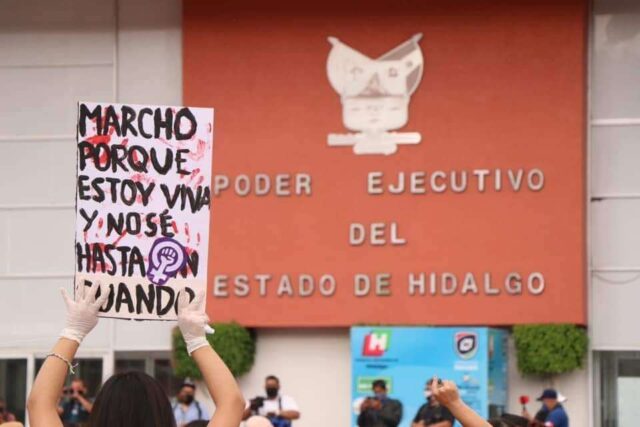 MARCHO
PORQUE
ESTOY VIVA
Y NO SÉ
HASTA
CUANDO
PODER EJECUTIVO
DEL
ESTADO DE HIDALGO
H